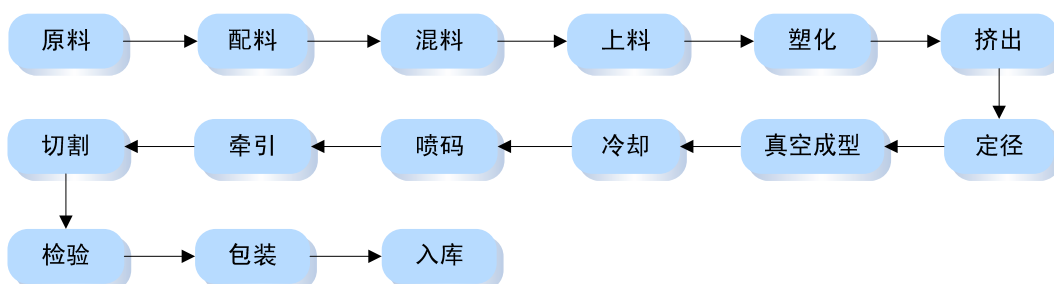 原料 配料 混料 上料 塑化 挤出
定径 真空成型 冷却 喷码 牵引 切割
检验 包装 入库